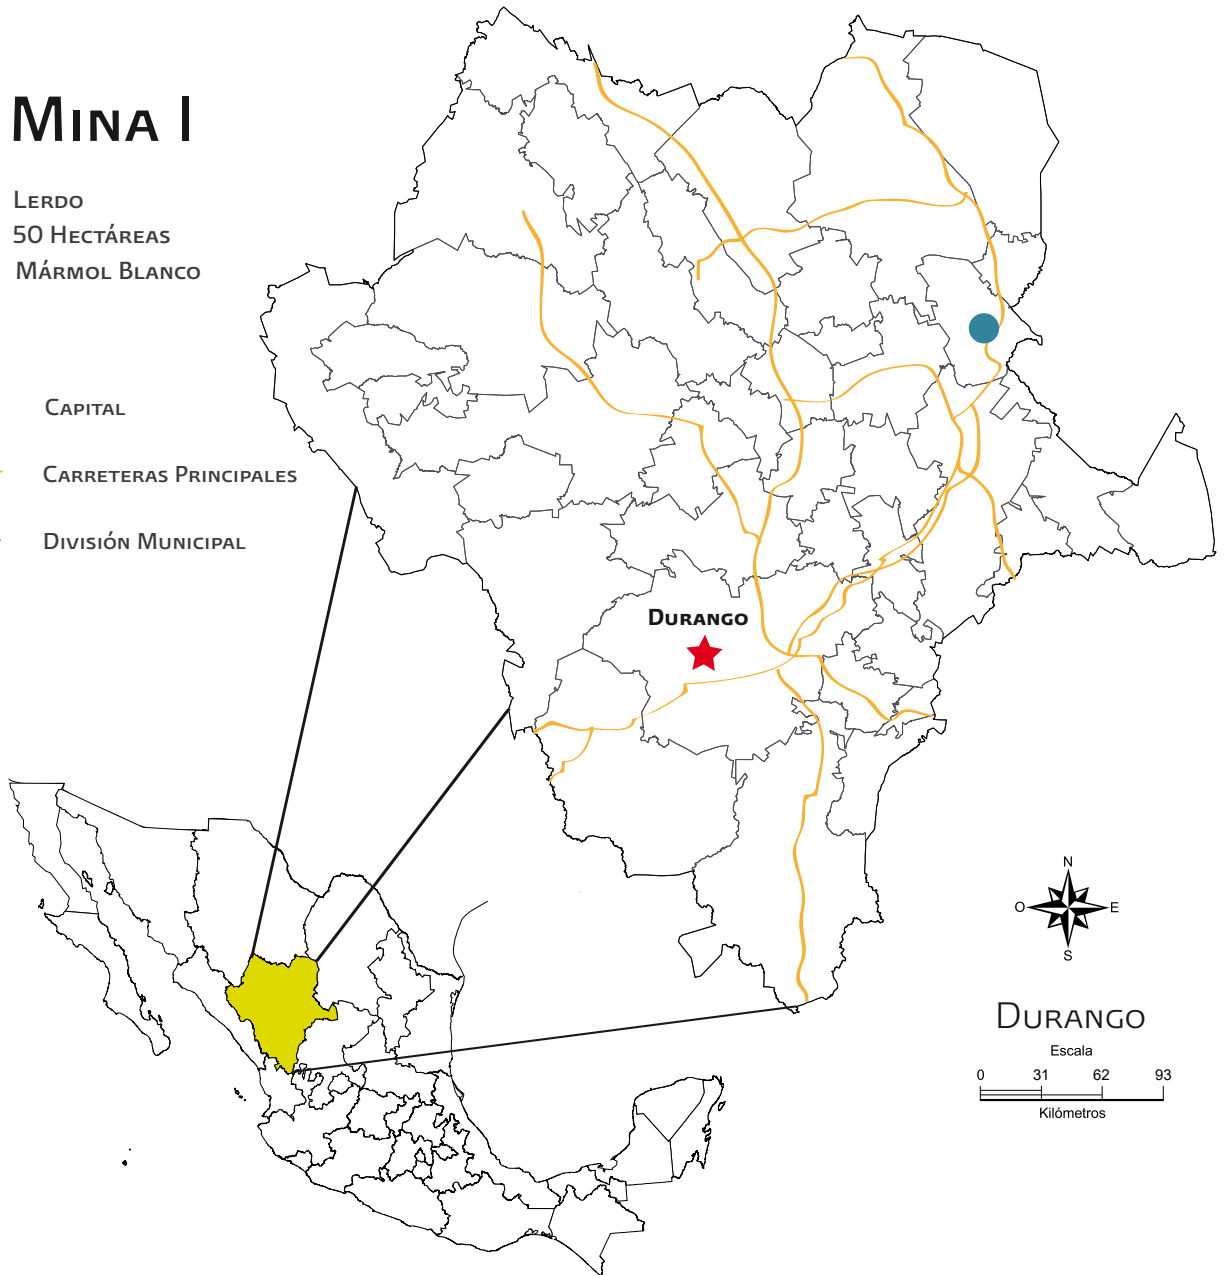 Mina I
Lerdo
50 Hectáreas
Mármol Blanco
Capital
Carreteras Principales
División Municipal
Durango
N
O
E
S
Durango
Escala
0 31 62 93
Kilómetros